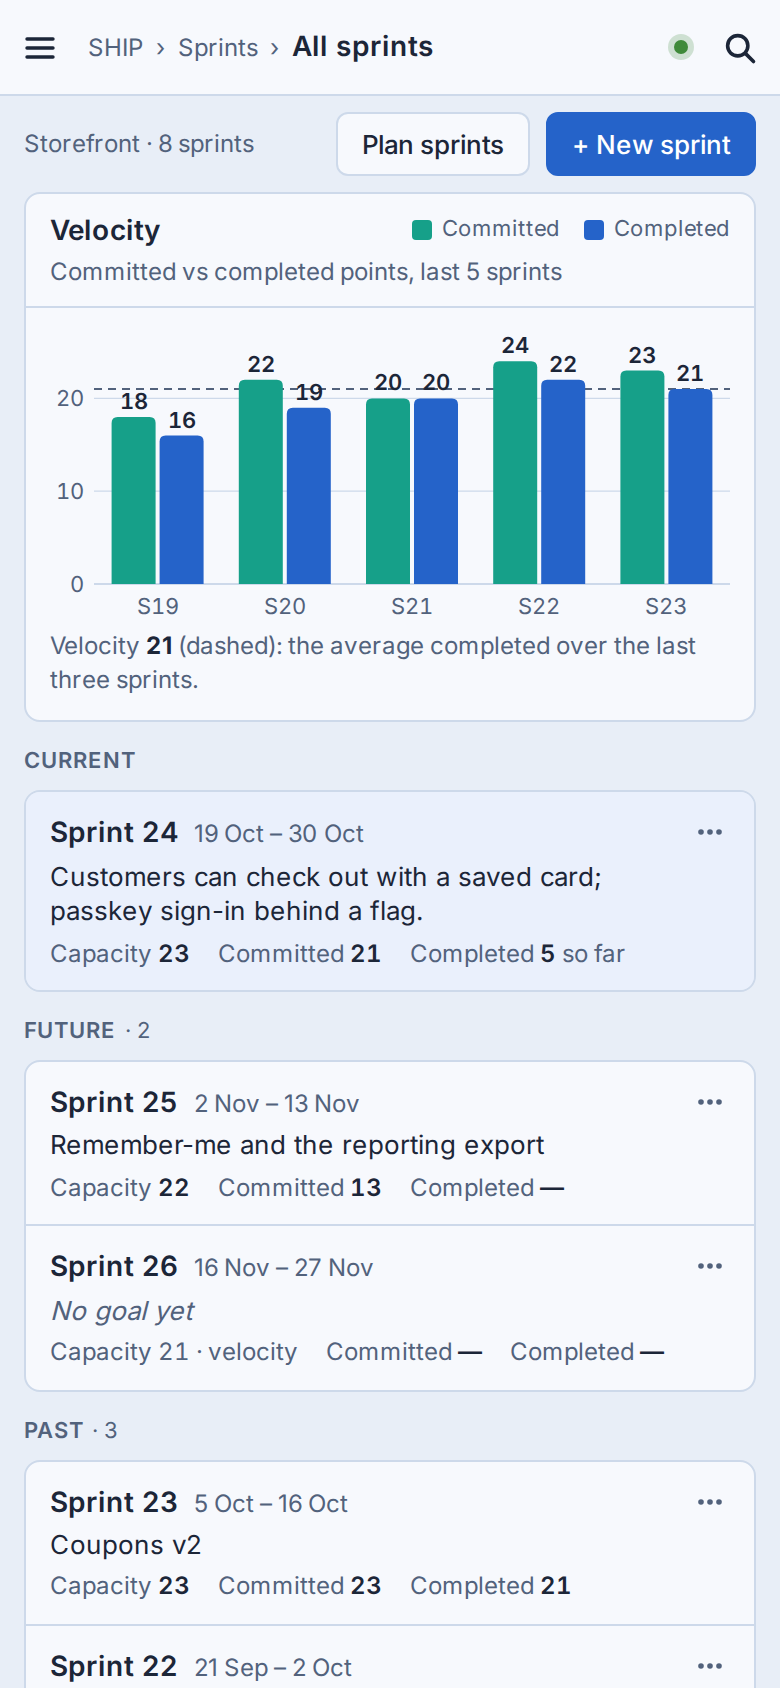 SHIP › Sprints › All sprints
Storefront · 8 sprints
Plan sprints
+ New sprint
Velocity
Committed
Completed
Committed vs completed points, last 5 sprints
24
23
22
22
21
20
18
19
20
20
16
10
0
S19
S20
S21
S22
S23
Velocity 21 (dashed): the average completed over the last
three sprints.
CURRENT
Sprint 24 19 Oct – 30 Oct
Customers can check out with a saved card;
passkey sign-in behind a flag.
Capacity 23 Committed 21 Completed 5 so far
FUTURE · 2
Sprint 25 2 Nov – 13 Nov
Remember-me and the reporting export
Capacity 22 Committed 13 Completed —
Sprint 26 16 Nov – 27 Nov
No goal yet
Capacity 21 · velocity Committed — Completed —
PAST · 3
Sprint 23 5 Oct – 16 Oct
Coupons v2
Capacity 23 Committed 23 Completed 21
Sprint 22 21 Sep – 2 Oct